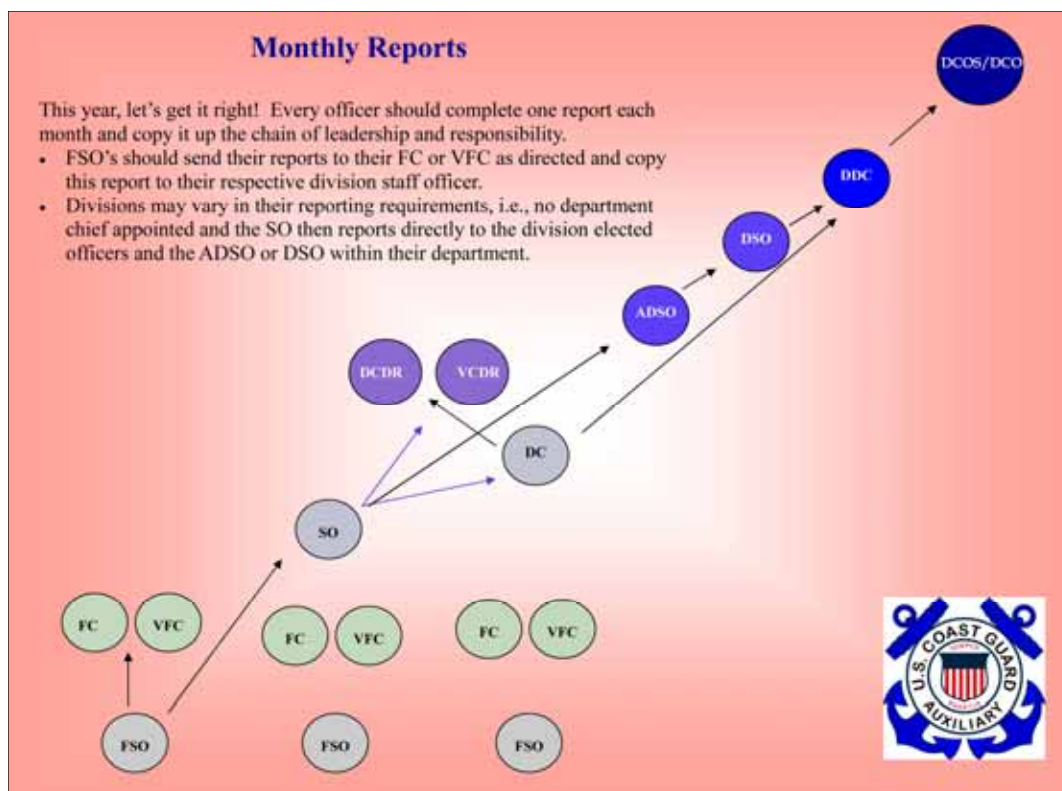 Monthly Reports
DCOS/DCO
This year, let's get it right! Every officer should complete one report each
month and copy it up the chain of leadership and responsibility.
• FSO's should send their reports to their FC or VFC as directed and copy
this report to their respective division staff officer.
• Divisions may vary in their reporting requirements, i.e., no department
chief appointed and the SO then reports directly to the division elected
officers and the ADSO or DSO within their department.
DDC
DSO
ADSO
DCDR
VCDR
DC
SO
FC
VFC
FC
VFC
FC
VFC
FSO
FSO
FSO
U.S. COAST GUARD
AUXILIARY